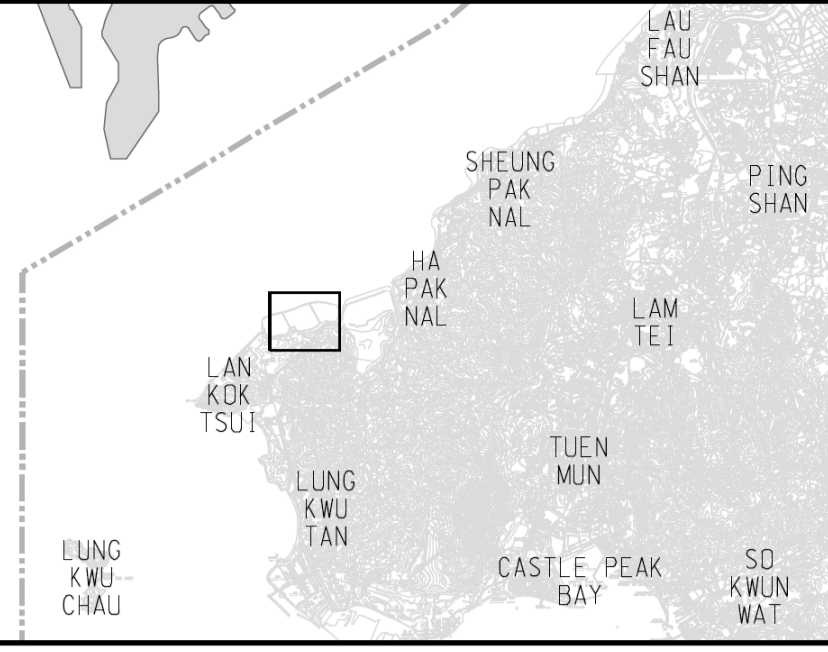 LAU
FAU
SHAN
SHEUNG
PAK
NAL
PING
SHAN
HA
PAK
NAL
LAM
TEI
LAN
KOK
TSUI
TUEN
MUN
LUNG
KWU
TAN
LUNG
KWU
CHAU
CASTLE PEAK
BAY
SO
KWUN
WAT